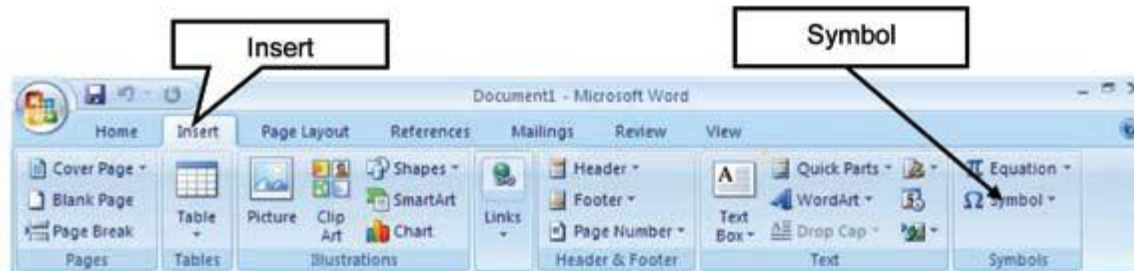 Insert
Symbol
Document1 - Microsoft Word
Home Insert Page Layout References Mailings Review View
Cover Page
Blank Page
Page Break
Pages
Table
Tables
Picture
Clip Art
Shapes
SmartArt
Chart
Illustrations
Links
Header
Footer
Page Number
Header & Footer
A
Text Box
Quick Parts
WordArt
Drop Cap
Text
π Equation
Ω Symbol
Symbols